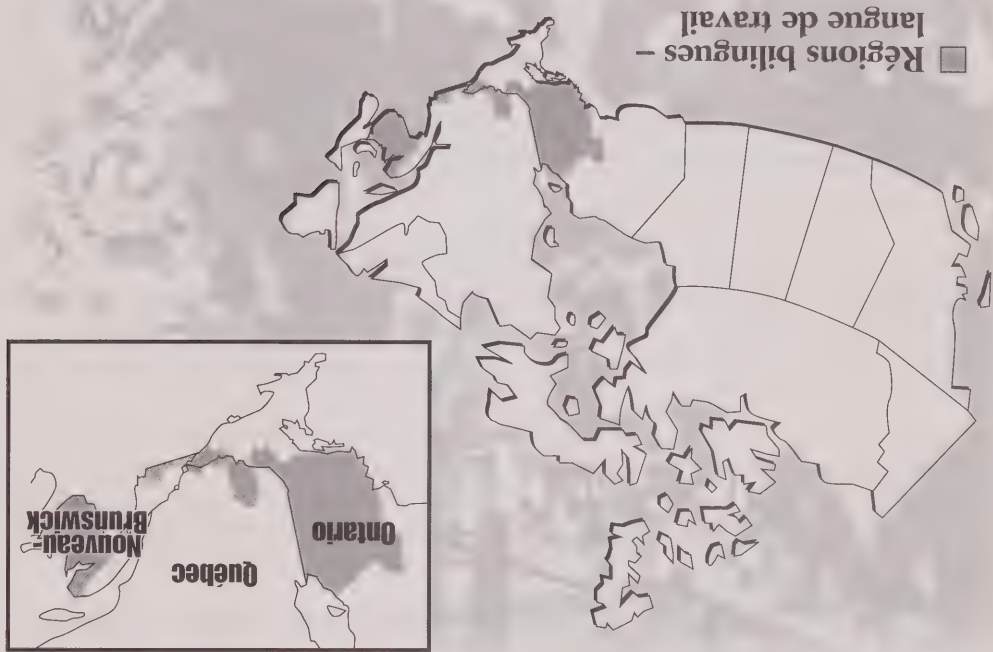 Régions bilingues –
langue de travail
Ontario
Québec
Nouveau-
Brunswick